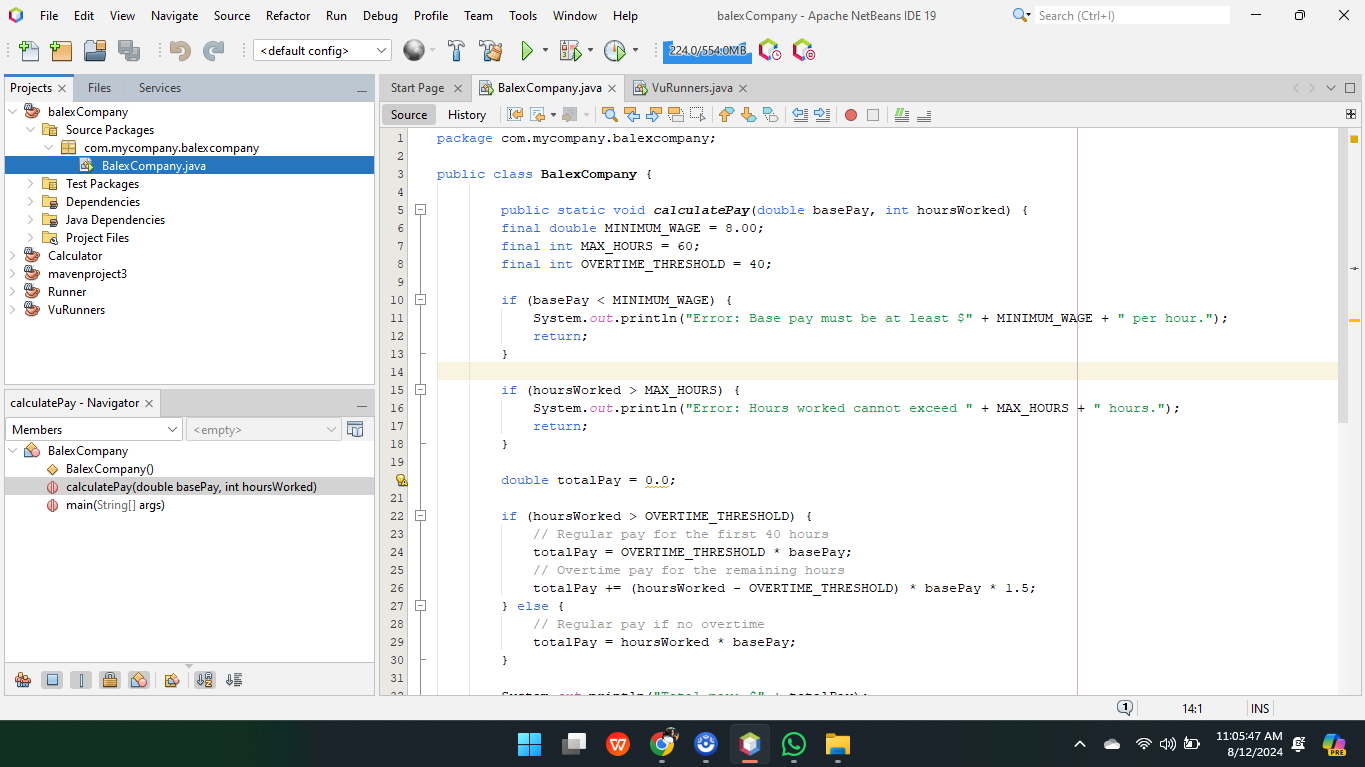 File Edit View Navigate Source Refactor Run Debug Profile Team Tools Window Help
balexCompany - Apache NetBeans IDE 19
Search (Ctrl+I)
<default config>
224.0/554.0MB
Projects Files Services
balexCompany
Source Packages
com.mycompany.balexcompany
BalexCompany.java
Test Packages
Dependencies
Java Dependencies
Project Files
Calculator
mavenproject3
Runner
VuRunners
calculatePay - Navigator
Members
<empty>
BalexCompany
BalexCompany()
calculatePay(double basePay, int hoursWorked)
main(String[] args)
Start Page BalexCompany.java VuRunners.java
Source History
1 package com.mycompany.balexcompany;
2
3 public class BalexCompany {
4
5 public static void calculatePay(double basePay, int hoursWorked) {
6 final double MINIMUM_WAGE = 8.00;
7 final int MAX_HOURS = 60;
8 final int OVERTIME_THRESHOLD = 40;
9
10 if (basePay < MINIMUM_WAGE) {
11 System.out.println("Error: Base pay must be at least $" + MINIMUM_WAGE + " per hour.");
12 return;
13 }
14
15 if (hoursWorked > MAX_HOURS) {
16 System.out.println("Error: Hours worked cannot exceed " + MAX_HOURS + " hours.");
17 return;
18 }
19
double totalPay = 0.0;
21
22 if (hoursWorked > OVERTIME_THRESHOLD) {
23 // Regular pay for the first 40 hours
24 totalPay = OVERTIME_THRESHOLD * basePay;
25 // Overtime pay for the remaining hours
26 totalPay += (hoursWorked - OVERTIME_THRESHOLD) * basePay * 1.5;
27 } else {
28 // Regular pay if no overtime
29 totalPay = hoursWorked * basePay;
30 }
31
32 System.out.println("Total pay: $" + totalPay);
1
14:1
INS
11:05:47 AM
8/12/2024
PRE